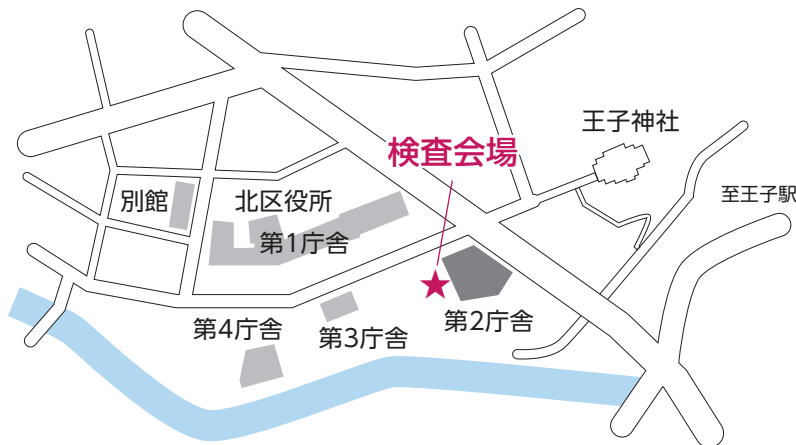 王子神社
検査会場
至王子駅
別館
北区役所
第1庁舎
第2庁舎
第4庁舎
第3庁舎